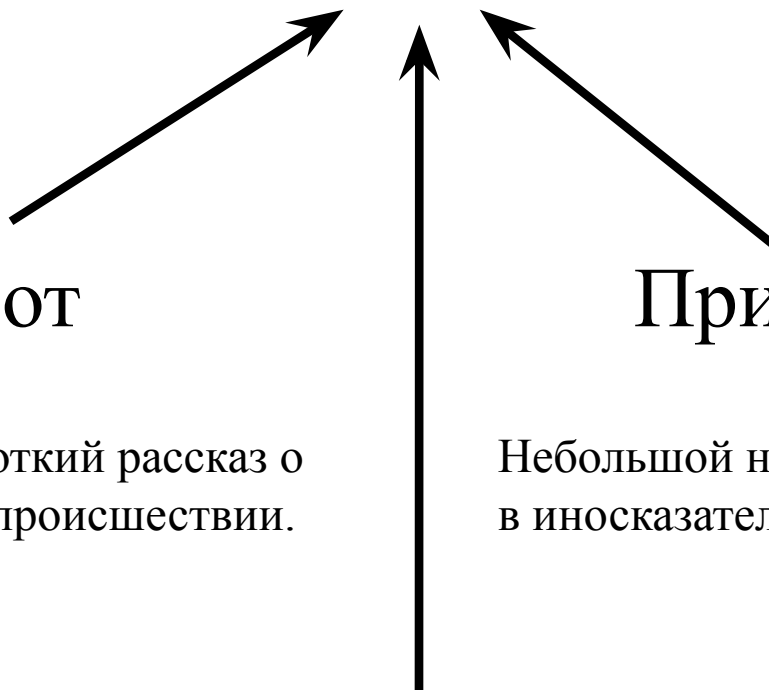 от
При
откий рассказ о
происшествии.
Небольшой н
в иносказател